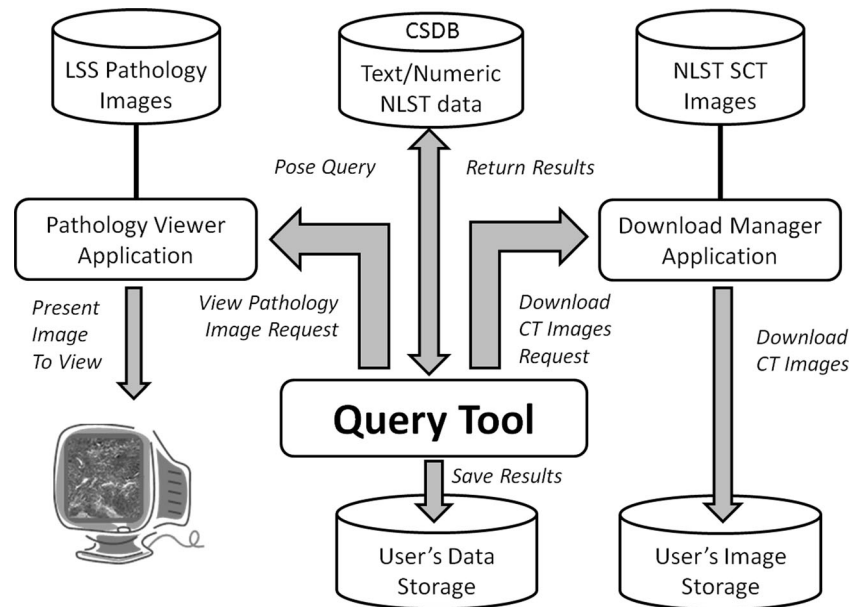 LSS Pathology
Images
CSDB
Text/Numeric
NLST data
NLST SCT
Images
Pose Query
Return Results
Pathology Viewer
Application
Download Manager
Application
Present
Image
To View
View Pathology
Image Request
Download
CT Images
Request
Download
CT Images
Query Tool
Save Results
User’s Data
Storage
User’s Image
Storage